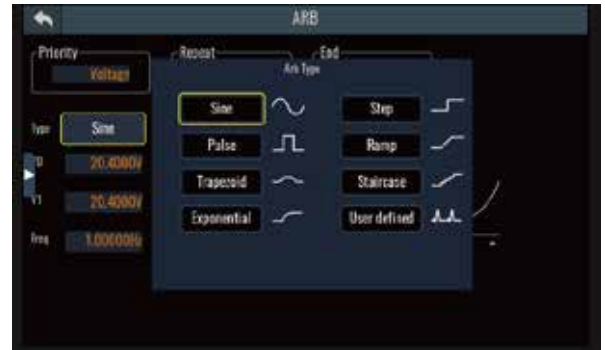 ARB
Priority
Repeat
End
Voltage
Arb Type
Type
Sine
Sine
Step
Pulse
Ramp
20.4000V
Trapezoid
Staircase
V1
20.4000V
Exponential
User defined
Freq
1.00000Hz